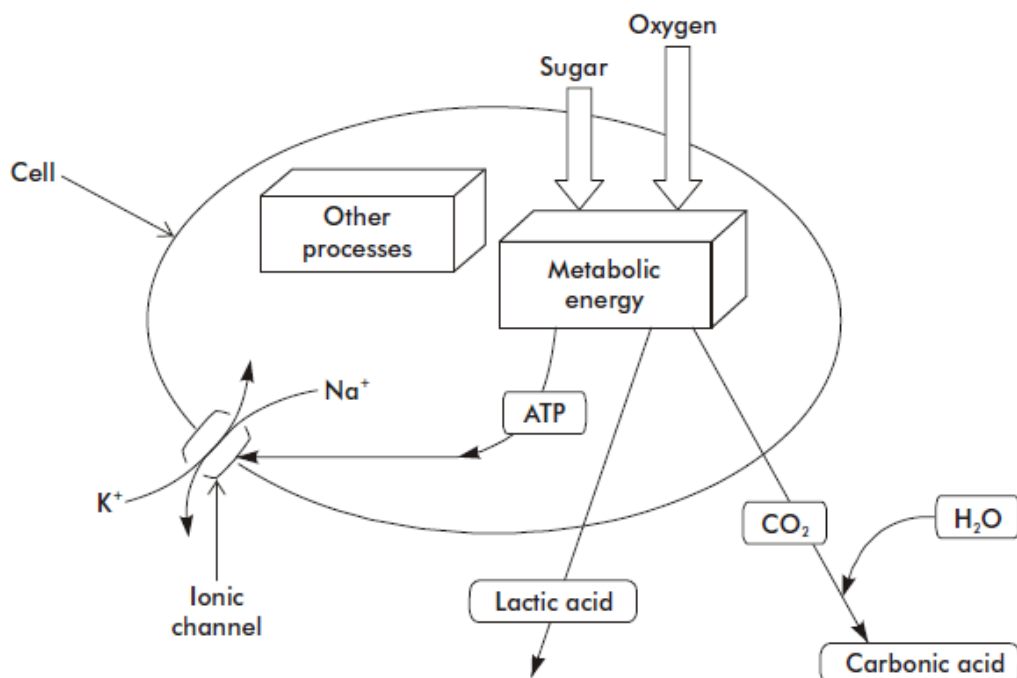 Oxygen
Sugar
Cell
Other
processes
Metabolic
energy
Na⁺
ATP
K⁺
CO₂
H₂O
Ionic
channel
Lactic acid
Carbonic acid